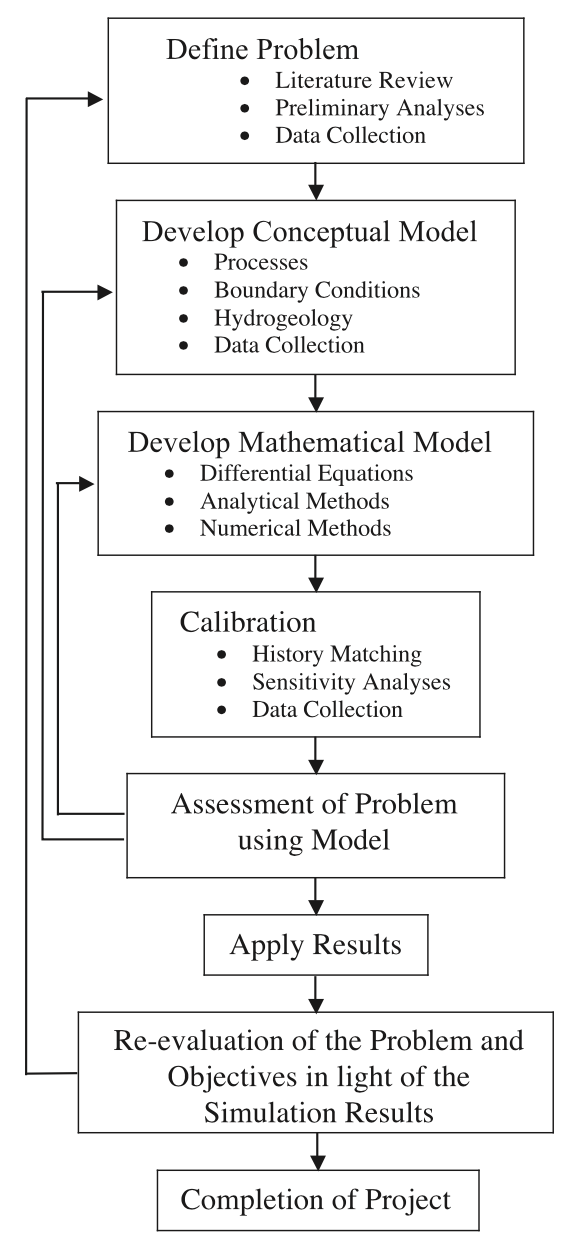 Define Problem
• Literature Review
• Preliminary Analyses
• Data Collection
Develop Conceptual Model
• Processes
• Boundary Conditions
• Hydrogeology
• Data Collection
Develop Mathematical Model
• Differential Equations
• Analytical Methods
• Numerical Methods
Calibration
• History Matching
• Sensitivity Analyses
• Data Collection
Assessment of Problem
using Model
Apply Results
Re-evaluation of the Problem and
Objectives in light of the
Simulation Results
Completion of Project